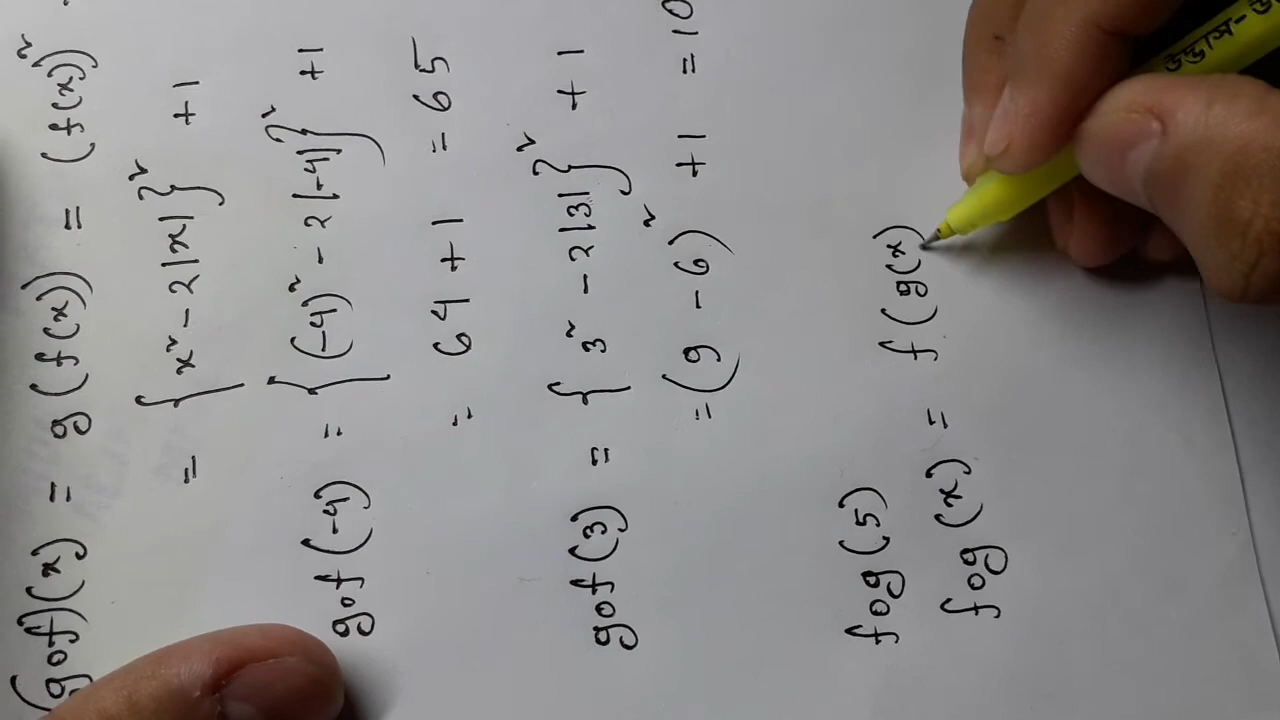 (gof)(x) = g(f(x)) = (f(x))²
= {x² - 2|x|}² + 1
gof(-4) = {(-4)² - 2|-4|}² + 1
= 64 + 1 = 65
gof(3) = {3² - 2|3|}² + 1
= (9 - 6)² + 1 = 10
fog(5)
fog(x) = f(g(x)
উদ্ভাস-উ